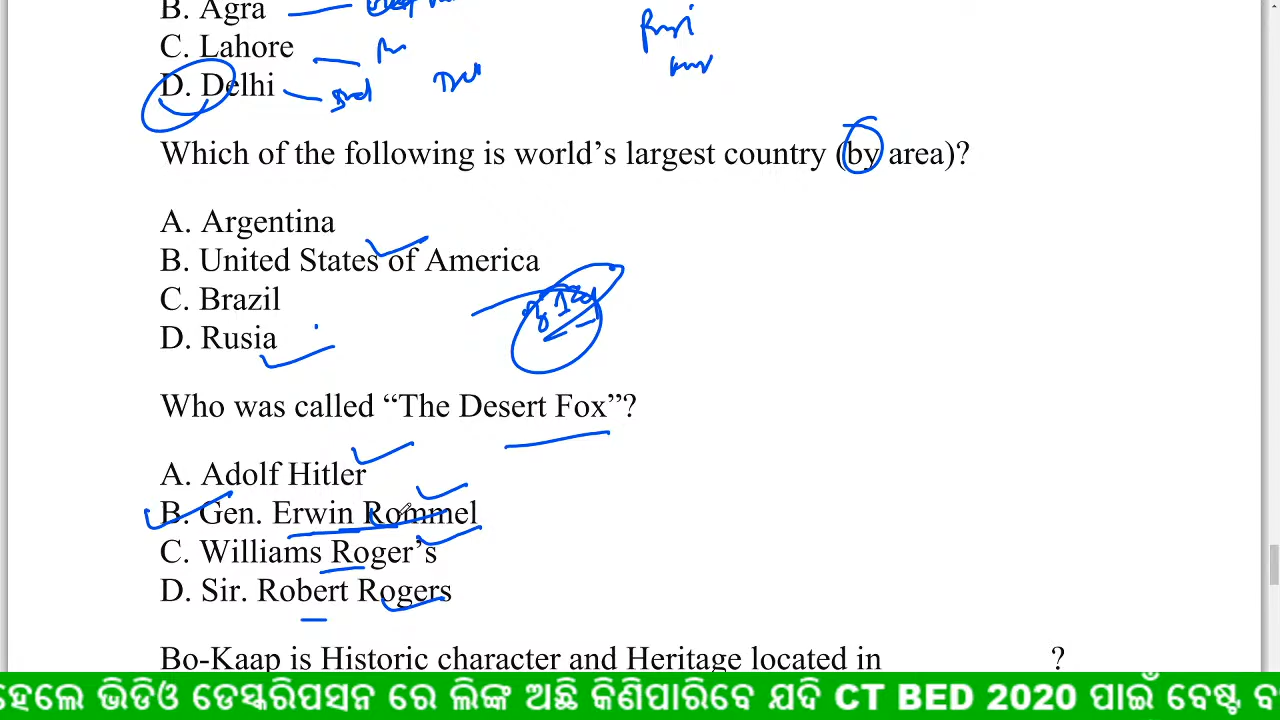 B. Agra
C. Lahore
D. Delhi
Which of the following is world’s largest country (by area)?
A. Argentina
B. United States of America
C. Brazil
D. Rusia
Who was called “The Desert Fox”?
A. Adolf Hitler
B. Gen. Erwin Rommel
C. Williams Roger’s
D. Sir. Robert Rogers
Bo-Kaap is Historic character and Heritage located in ?
ହେଲେ ଭିଡିଓ ଡେସ୍କରିପସନ ରେ ଲିଙ୍କ ଅଛି କିଣିପାରିବେ ଯଦି CT BED 2020 ପାଇଁ ବେଷ୍ଟ